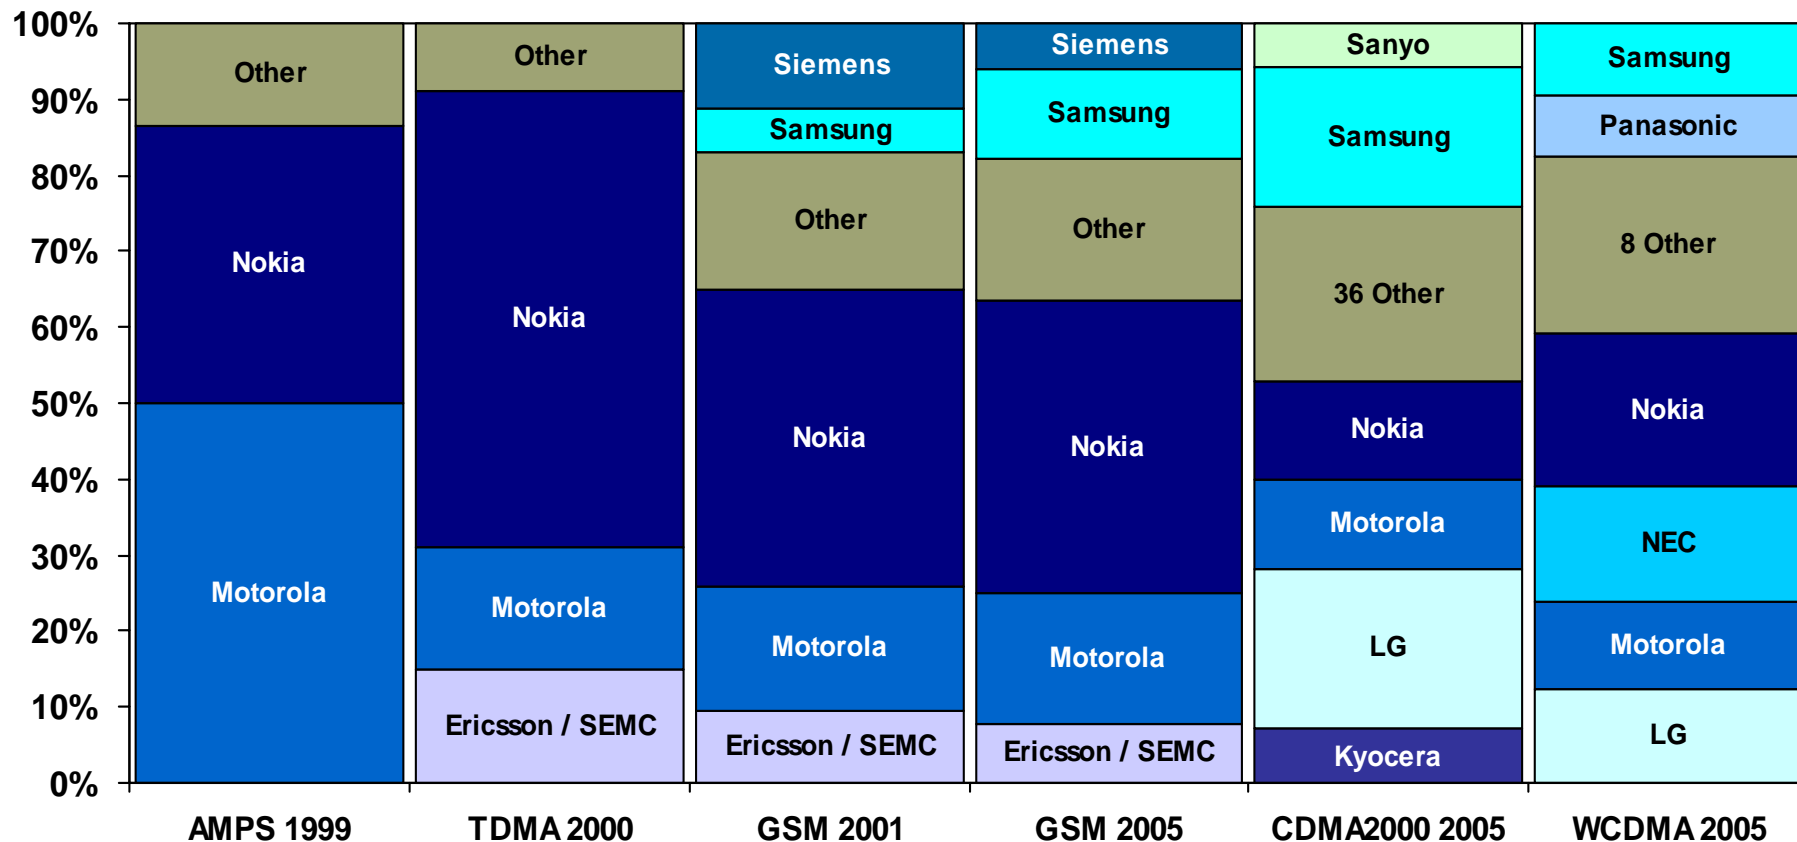 100%
90%
80%
70%
60%
50%
40%
30%
20%
10%
0%
Other
Nokia
Motorola
Other
Nokia
Motorola
Ericsson / SEMC
Siemens
Samsung
Other
Nokia
Motorola
Ericsson / SEMC
Siemens
Samsung
Other
Nokia
Motorola
Ericsson / SEMC
Sanyo
Samsung
36 Other
Nokia
Motorola
LG
Kyocera
Samsung
Panasonic
8 Other
Nokia
NEC
Motorola
LG
AMPS 1999
TDMA 2000
GSM 2001
GSM 2005
CDMA2000 2005
WCDMA 2005